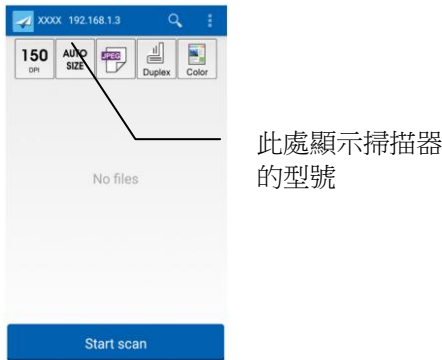 XXXX 192.168.1.3
150
DPI
AUTO
SIZE
JPEG
Duplex
Color
此處顯示掃描器
的型號
No files
Start scan